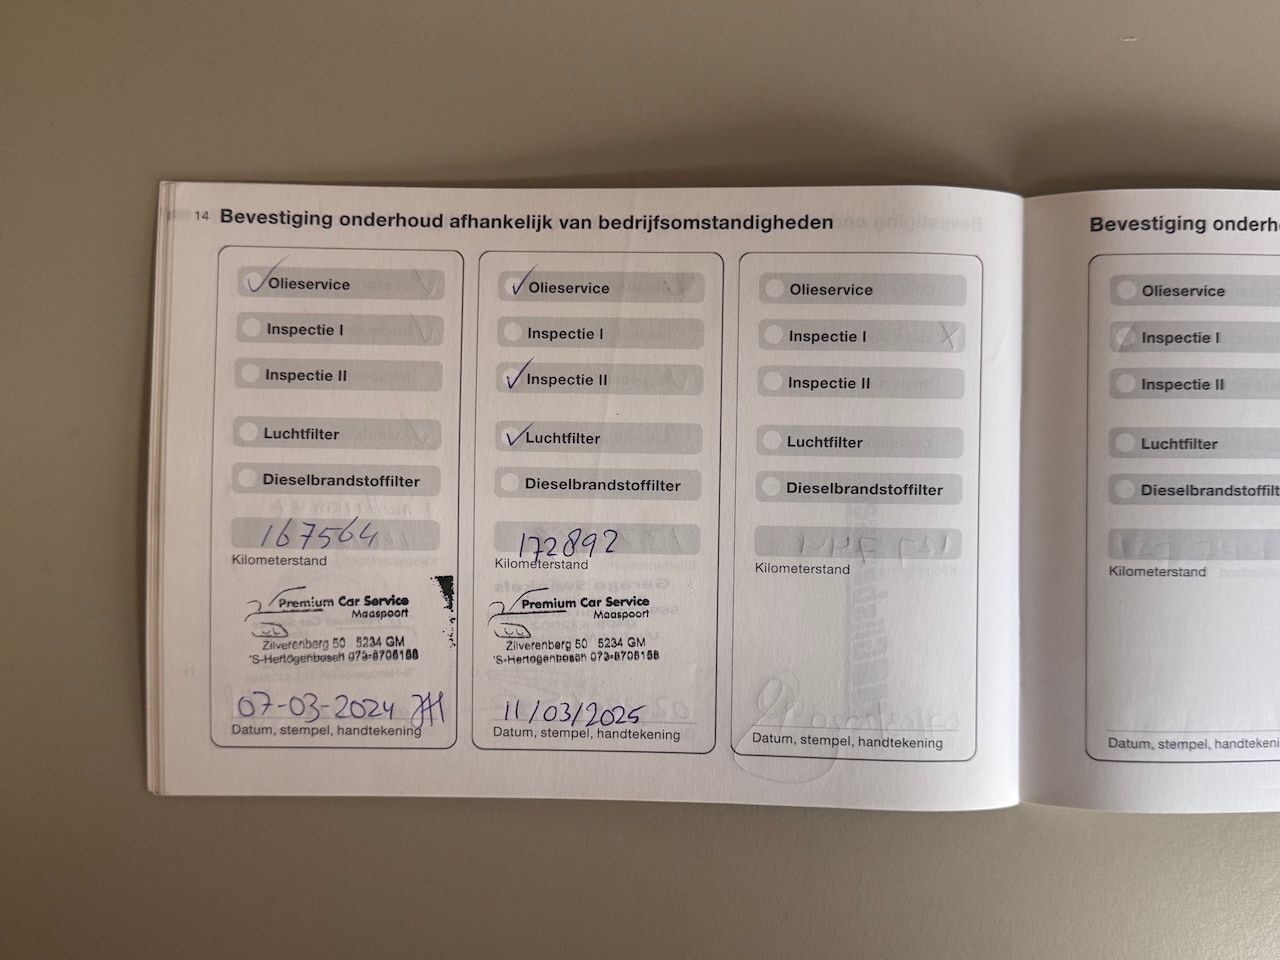 14 Bevestiging onderhoud afhankelijk van bedrijfsomstandigheden
Olieservice
Inspectie I
Inspectie II
Luchtfilter
Dieselbrandstoffilter
167564
Kilometerstand
Premium Car Service
Maaspoort
Zilverenberg 50 5234 GM
'S-Hertogenbosch 073-8706166
07-03-2024
Datum, stempel, handtekening
Olieservice
Inspectie I
Inspectie II
Luchtfilter
Dieselbrandstoffilter
172892
Kilometerstand
Premium Car Service
Maaspoort
Zilverenberg 50 5234 GM
'S-Hertogenbosch 073-8706166
11/03/2025
Datum, stempel, handtekening
Olieservice
Inspectie I
Inspectie II
Luchtfilter
Dieselbrandstoffilter
Kilometerstand
Datum, stempel, handtekening
Bevestiging onderh
Olieservice
Inspectie I
Inspectie II
Luchtfilter
Dieselbrandstoffilt
Kilometerstand
Datum, stempel, handtekeni